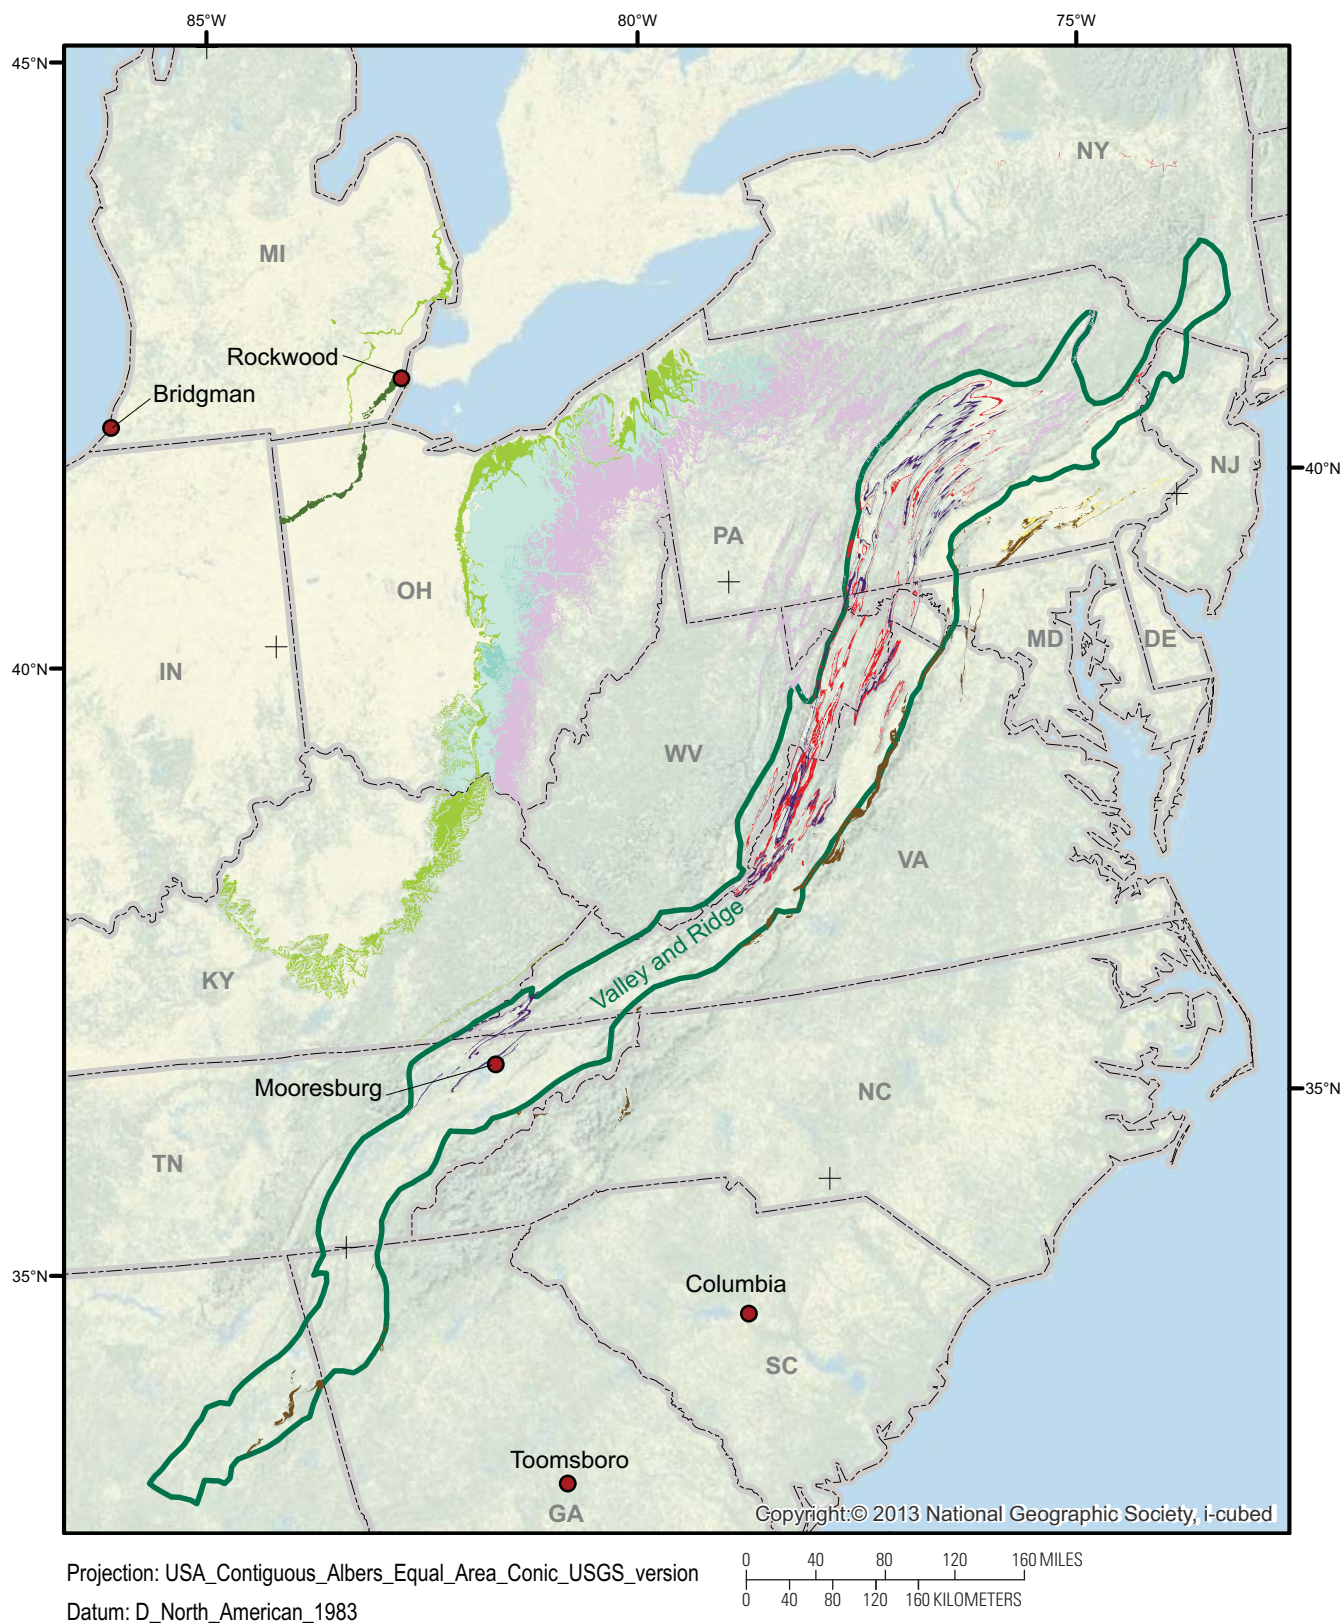 85°W 80°W 75°W
45°N
NY
MI
Rockwood
Bridgman
NJ
40°N
PA
OH
MD DE
40°N
IN
WV
VA
Valley and Ridge
KY
Mooresburg
35°N
NC
TN
35°N
Columbia
SC
Toomsboro
GA
Copyright:© 2013 National Geographic Society, i-cubed
0 40 80 120 160 MILES
Projection: USA_Contiguous_Albers_Equal_Area_Conic_USGS_version
0 40 80 120 160 KILOMETERS
Datum: D_North_American_1983